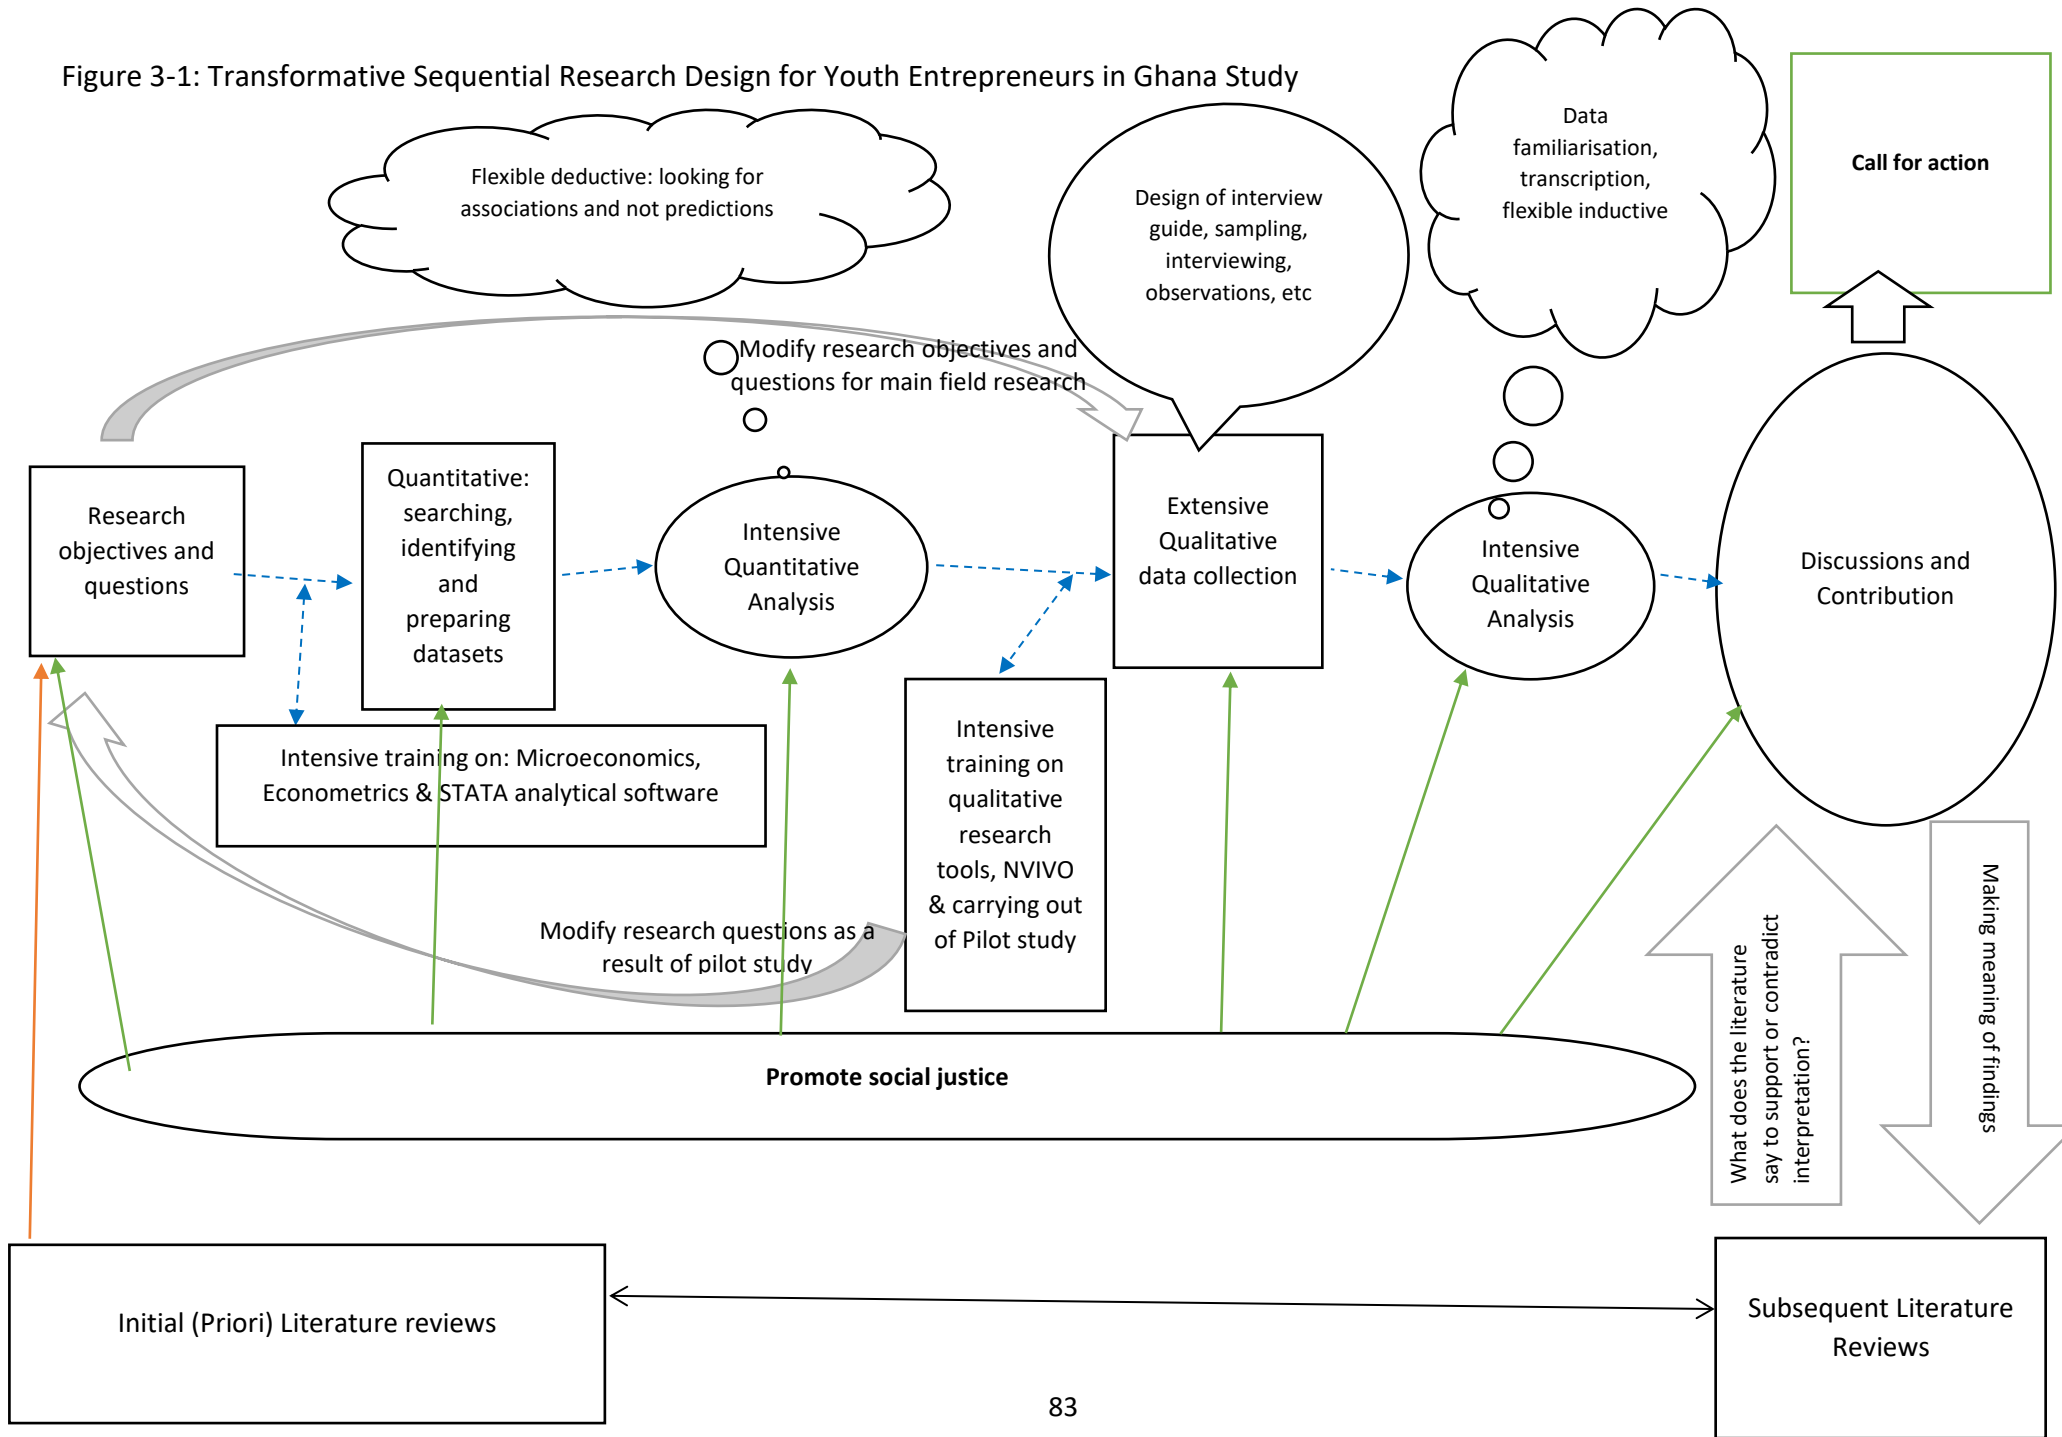 Figure 3-1: Transformative Sequential Research Design for Youth Entrepreneurs in Ghana Study
Flexible deductive: looking for
associations and not predictions
Design of interview
guide, sampling,
interviewing,
observations, etc
Data
familiarisation,
transcription,
flexible inductive
Call for action
Modify research objectives and
questions for main field research
Research
objectives and
questions
Quantitative:
searching,
identifying
and
preparing
datasets
Intensive
Quantitative
Analysis
Extensive
Qualitative
data collection
Intensive
Qualitative
Analysis
Discussions and
Contribution
Intensive training on: Microeconomics,
Econometrics & STATA analytical software
Intensive
training on
qualitative
research
tools, NVIVO
& carrying out
of Pilot study
Modify research questions as a
result of pilot study
Promote social justice
What does the literature
say to support or contradict
interpretation?
Making meaning of findings
Initial (Priori) Literature reviews
Subsequent Literature
Reviews
83